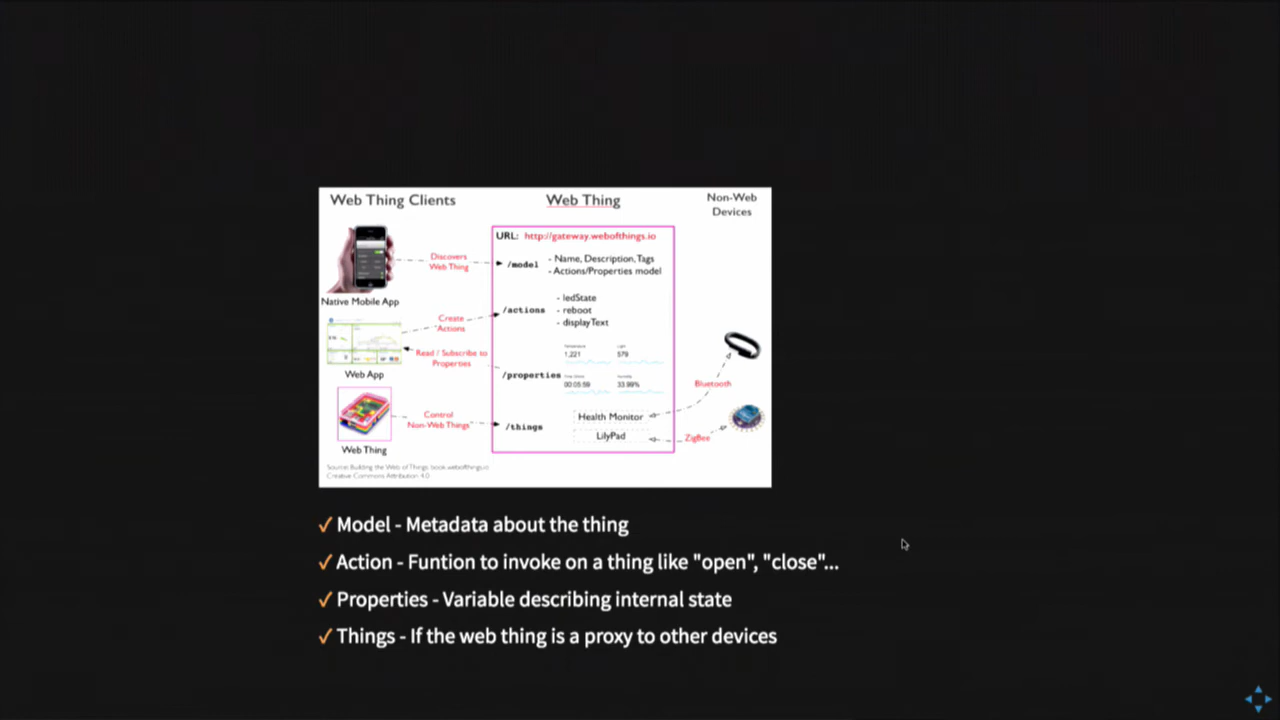 Web Thing Clients
Web Thing
Non-Web
Devices
URL: http://gateway.webofthings.io
Discovers
Web Thing
/model
- Name, Description, Tags
- Actions/Properties model
Native Mobile App
Create
Actions
/actions
- ledState
- reboot
- displayText
Read / Subscribe to
Properties
Web App
/properties
Temperature
1,221
Light
579
00:05:59
Humidity
33.99%
Bluetooth
Control
Non-Web Things
/things
Health Monitor
LilyPad
ZigBee
Web Thing
Source: Building the Web of Things: book.webofthings.io
Creative Commons Attribution 4.0
✓ Model - Metadata about the thing
✓ Action - Funtion to invoke on a thing like "open", "close"...
✓ Properties - Variable describing internal state
✓ Things - If the web thing is a proxy to other devices